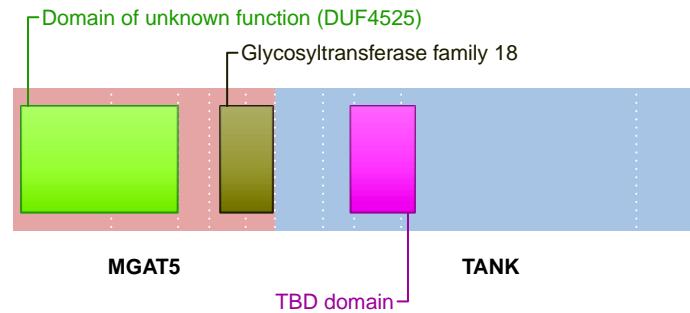 Domain of unknown function (DUF4525)
Glycosyltransferase family 18
MGAT5
TANK
TBD domain